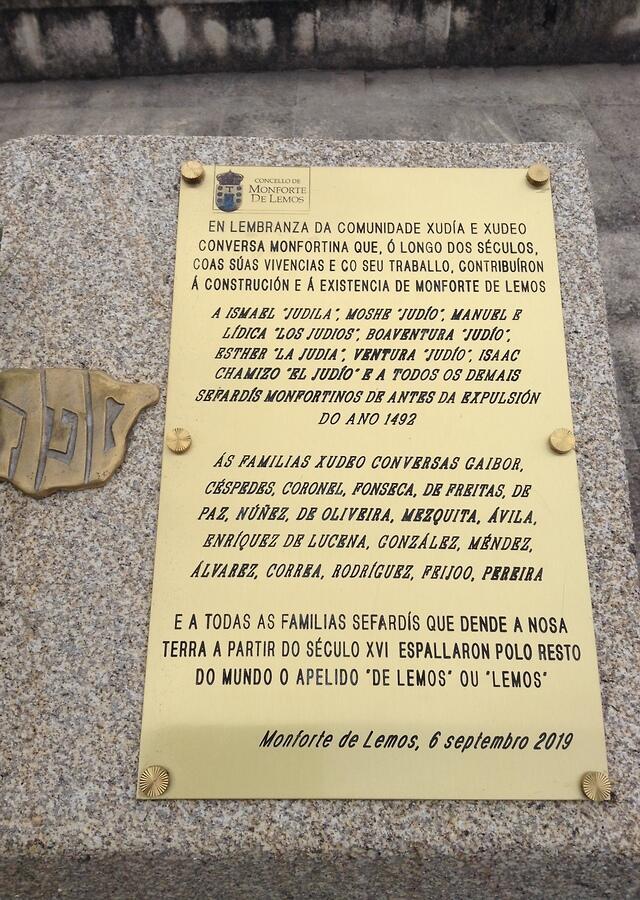 CONCELLO DE
MONFORTE
DE LEMOS
EN LEMBRANZA DA COMUNIDADE XUDÍA E XUDEO
CONVERSA MONFORTINA QUE, Ó LONGO DOS SÉCULOS,
COAS SÚAS VIVENCIAS E CO SEU TRABALLO, CONTRIBUÍRON
Á CONSTRUCIÓN E Á EXISTENCIA DE MONFORTE DE LEMOS
A ISMAEL "JUDILA", MOSHE "JUDÍO", MANUEL E
LÍDICA "LOS JUDIOS", BOAVENTURA "JUDÍO",
ESTHER "LA JUDIA", VENTURA "JUDÍO", ISAAC
CHAMIZO "EL JUDÍO" E A TODOS OS DEMAIS
SEFARDÍS MONFORTINOS DE ANTES DA EXPULSIÓN
DO ANO 1492
ÁS FAMILIAS XUDEO CONVERSAS GAIBOR,
CÉSPEDES, CORONEL, FONSECA, DE FREITAS, DE
PAZ, NÚÑEZ, DE OLIVEIRA, MEZQUITA, ÁVILA,
ENRÍQUEZ DE LUCENA, GONZÁLEZ, MÉNDEZ,
ÁLVAREZ, CORREA, RODRÍGUEZ, FEIJOO, PEREIRA
E A TODAS AS FAMILIAS SEFARDÍS QUE DENDE A NOSA
TERRA A PARTIR DO SÉCULO XVI ESPALLARON POLO RESTO
DO MUNDO O APELIDO "DE LEMOS" OU "LEMOS"
Monforte de Lemos, 6 septembro 2019